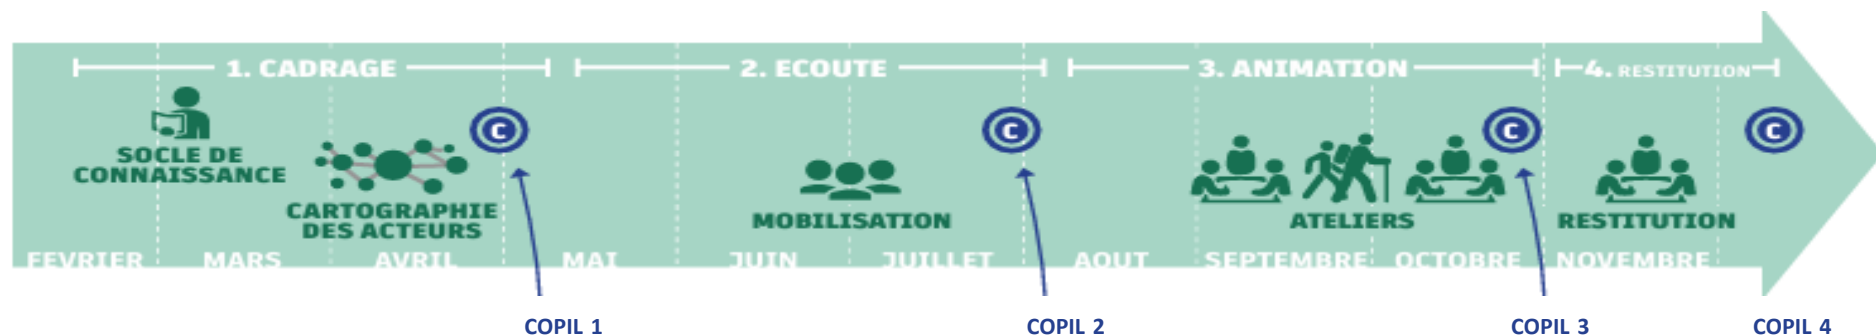 1. CADRAGE
2. ECOUTE
3. ANIMATION
4. RESTITUTION
C
C
C
C
SOCLE DE
CONNAISSANCE
CARTOGRAPHIE
DES ACTEURS
MOBILISATION
ATELIERS
RESTITUTION
FEVRIER
MARS
AVRIL
MAI
JUIN
JUILLET
AOUT
SEPTEMBRE
OCTOBRE
NOVEMBRE
COPIL 1
COPIL 2
COPIL 3
COPIL 4